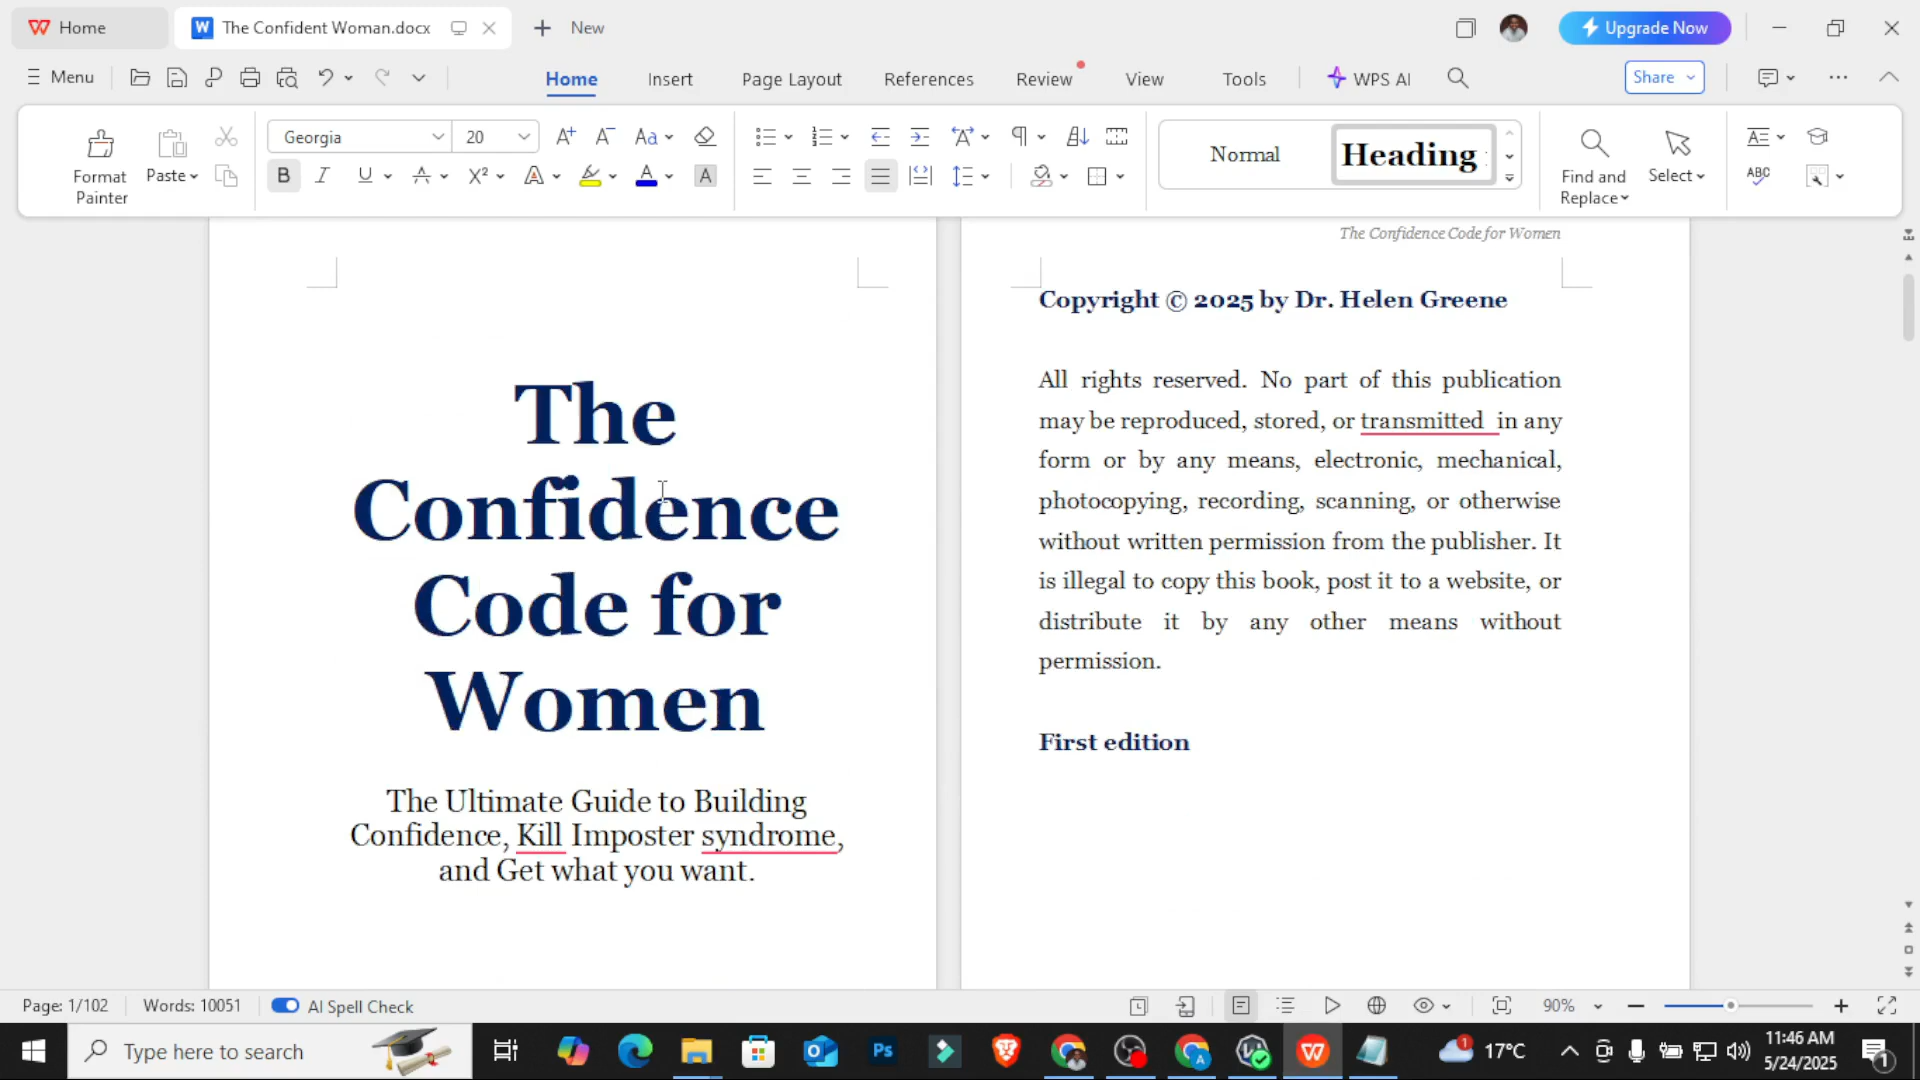 Home
The Confident Woman.docx
New
Upgrade Now
Menu
Home
Insert
Page Layout
References
Review
View
Tools
WPS AI
Share
Format
Painter
Paste
Georgia
20
Normal
Heading
Find and
Replace
Select
The Confidence Code for Women
The
Confidence
Code for
Women
The Ultimate Guide to Building
Confidence, Kill Imposter syndrome,
and Get what you want.
Copyright © 2025 by Dr. Helen Greene
All rights reserved. No part of this publication
may be reproduced, stored, or transmitted in any
form or by any means, electronic, mechanical,
photocopying, recording, scanning, or otherwise
without written permission from the publisher. It
is illegal to copy this book, post it to a website, or
distribute it by any other means without
permission.
First edition
Page: 1/102
Words: 10051
AI Spell Check
90%
Type here to search
17°C
11:46 AM
5/24/2025